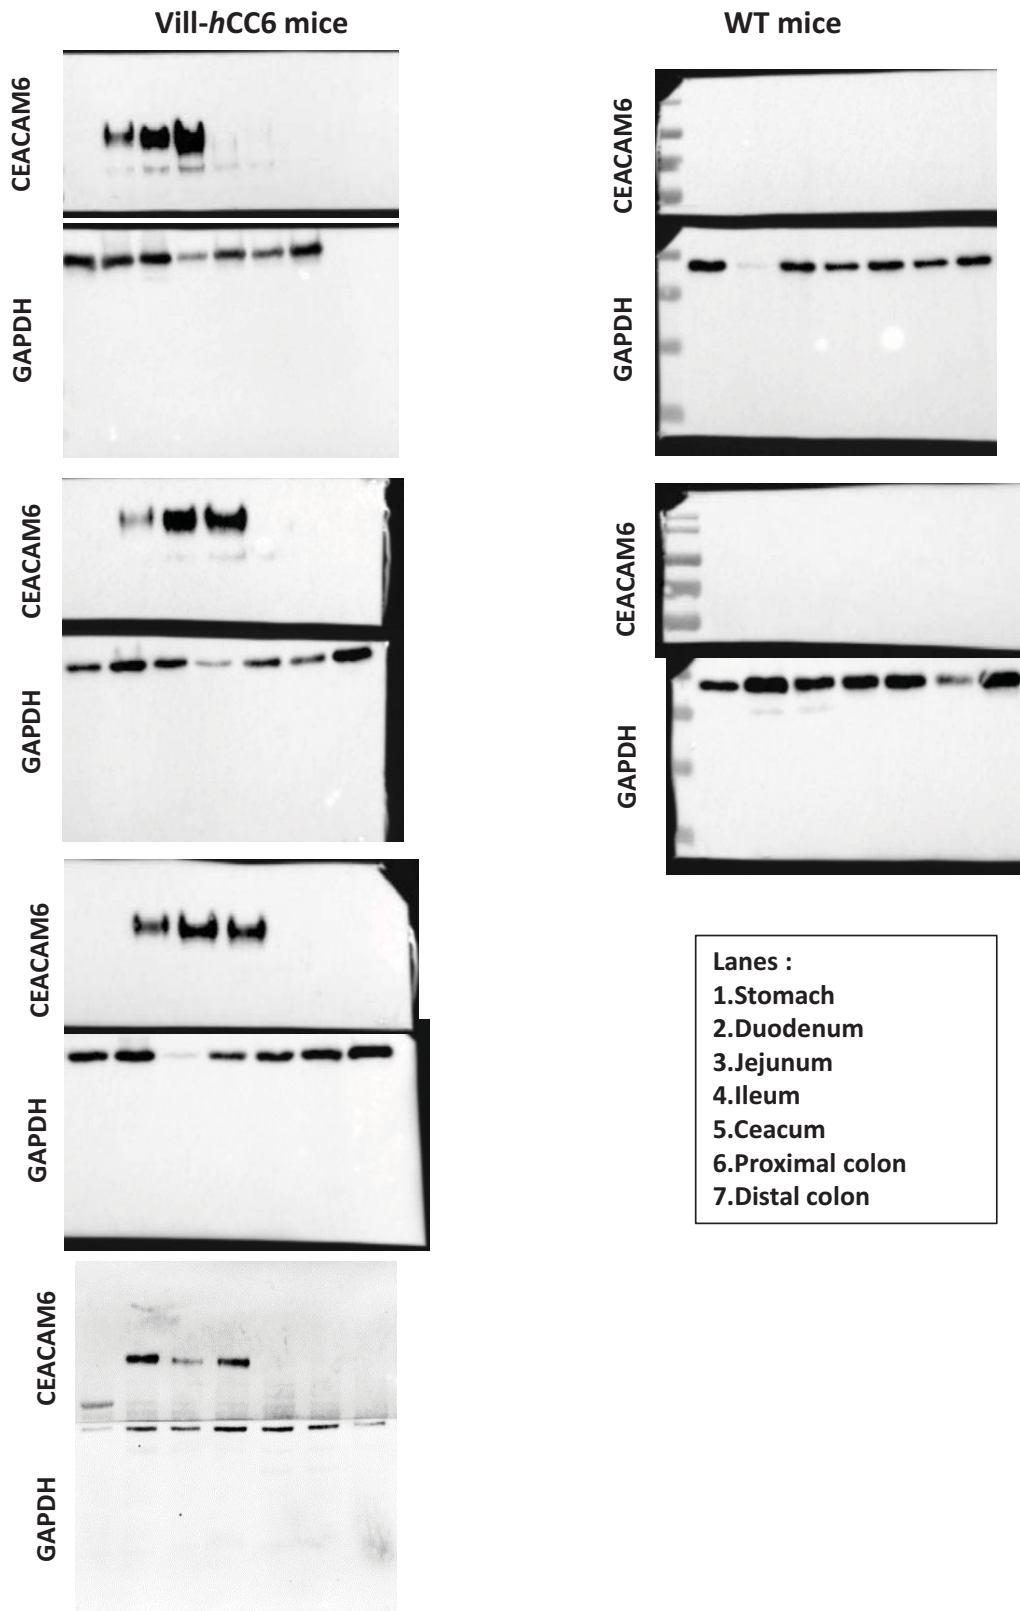 Vill-hCC6 mice
WT mice
CEACAM6
GAPDH
CEACAM6
GAPDH
CEACAM6
GAPDH
CEACAM6
GAPDH
CEACAM6
GAPDH
CEACAM6
GAPDH
Lanes :
1.Stomach
2.Duodenum
3.Jejunum
4.Ileum
5.Ceacum
6.Proximal colon
7.Distal colon